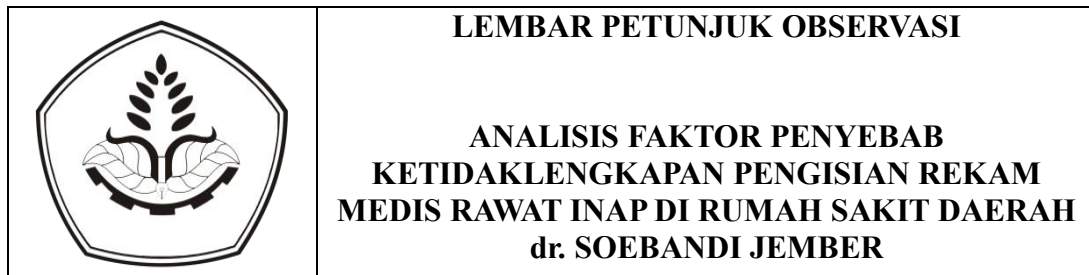 LEMBAR PETUNJUK OBSERVASI
ANALISIS FAKTOR PENYEBAB
KETIDAKLENGKAPAN PENGISIAN REKAM
MEDIS RAWAT INAP DI RUMAH SAKIT DAERAH
dr. SOEBANDI JEMBER